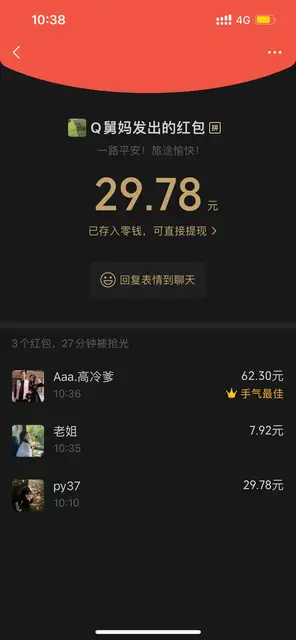 10:38
4G
Q舅妈发出的红包 拼
一路平安！旅途愉快！
29.78 元
已存入零钱，可直接提现
回复表情到聊天
3个红包，27分钟被抢光
Aaa.高冷爹 62.30元
10:36 手气最佳
老姐 7.92元
10:35
py37 29.78元
10:10